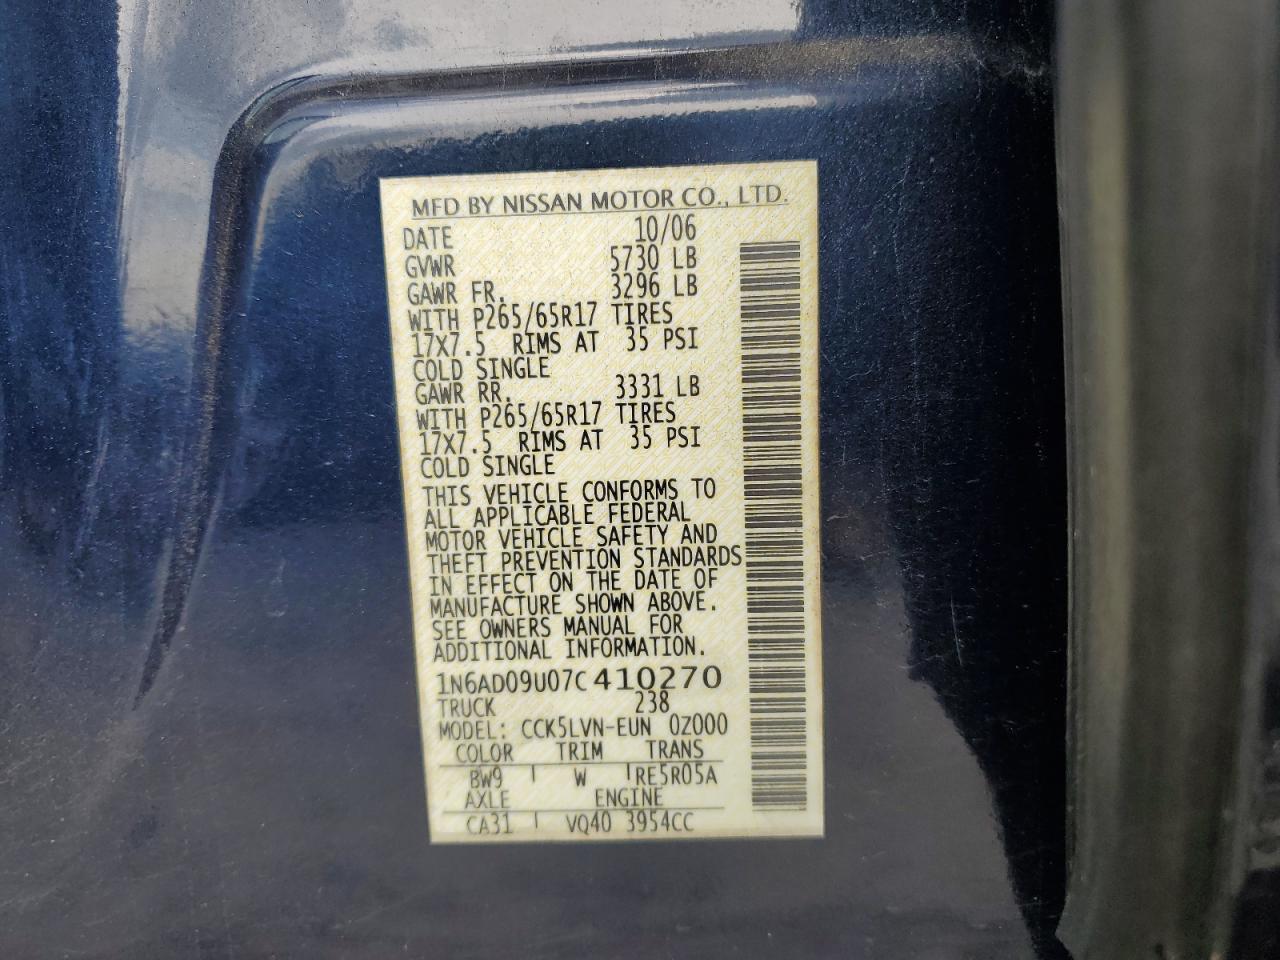 MFD BY NISSAN MOTOR CO., LTD.
DATE 10/06
GVWR 5730 LB
GAWR FR. 3296 LB
WITH P265/65R17 TIRES
17X7.5 RIMS AT 35 PSI
COLD SINGLE
GAWR RR. 3331 LB
WITH P265/65R17 TIRES
17X7.5 RIMS AT 35 PSI
COLD SINGLE
THIS VEHICLE CONFORMS TO
ALL APPLICABLE FEDERAL
MOTOR VEHICLE SAFETY AND
THEFT PREVENTION STANDARDS
IN EFFECT ON THE DATE OF
MANUFACTURE SHOWN ABOVE.
SEE OWNERS MANUAL FOR
ADDITIONAL INFORMATION.
1N6AD09U07C410270
TRUCK 238
MODEL: CCK5LVN-EUN 0Z000
COLOR TRIM TRANS
BW9 W RE5R05A
AXLE ENGINE
CA31 VQ40 3954CC